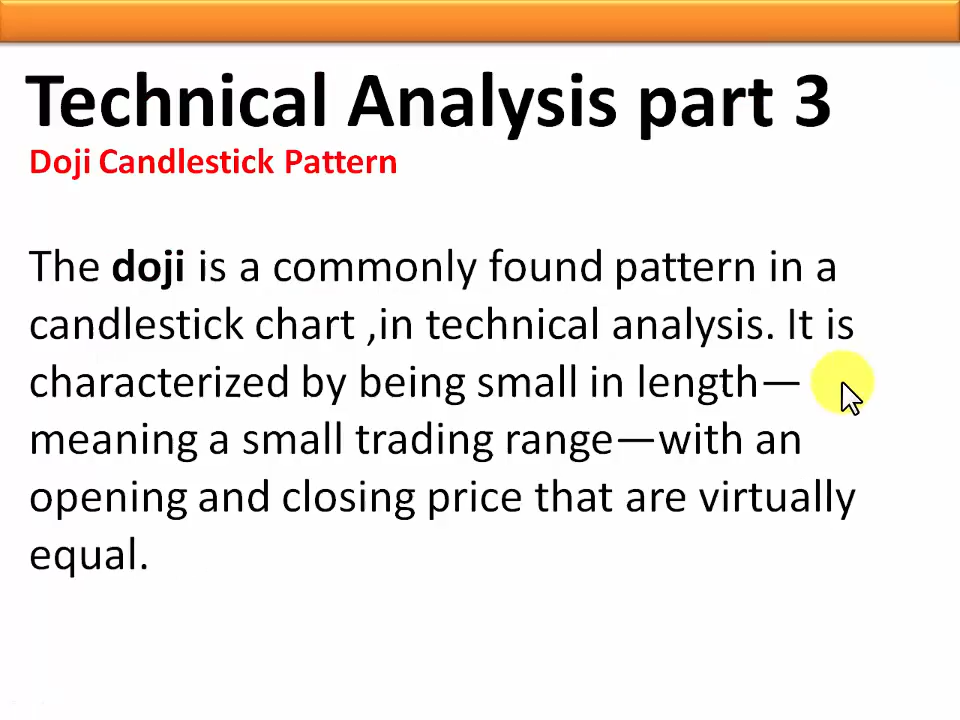 Technical Analysis part 3
Doji Candlestick Pattern
The doji is a commonly found pattern in a
candlestick chart ,in technical analysis. It is
characterized by being small in length—
meaning a small trading range—with an
opening and closing price that are virtually
equal.